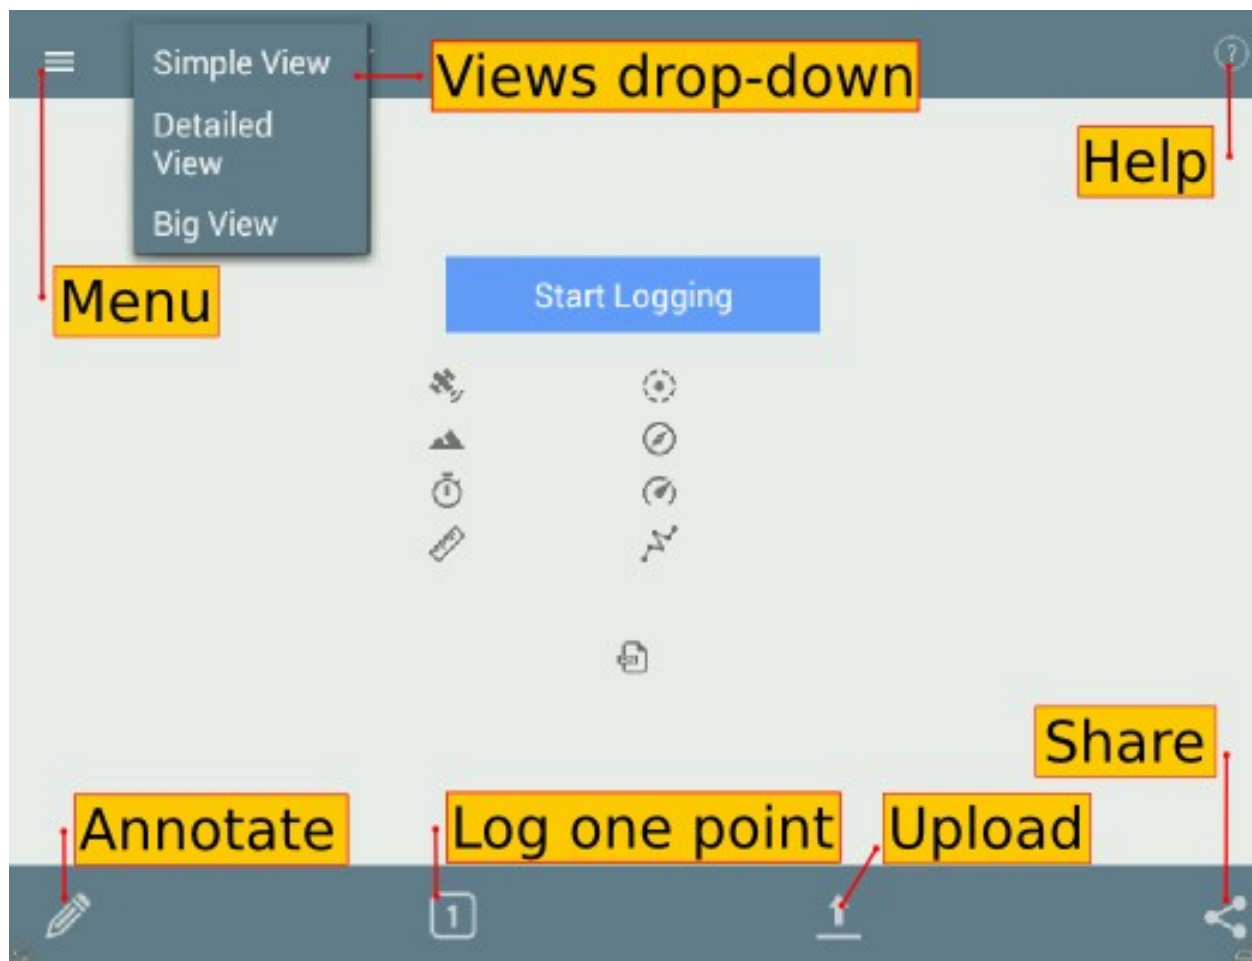 Simple View
Views drop-down
?
Detailed
View
Help
Big View
Menu
Start Logging
Share
Annotate
Log one point
Upload
1